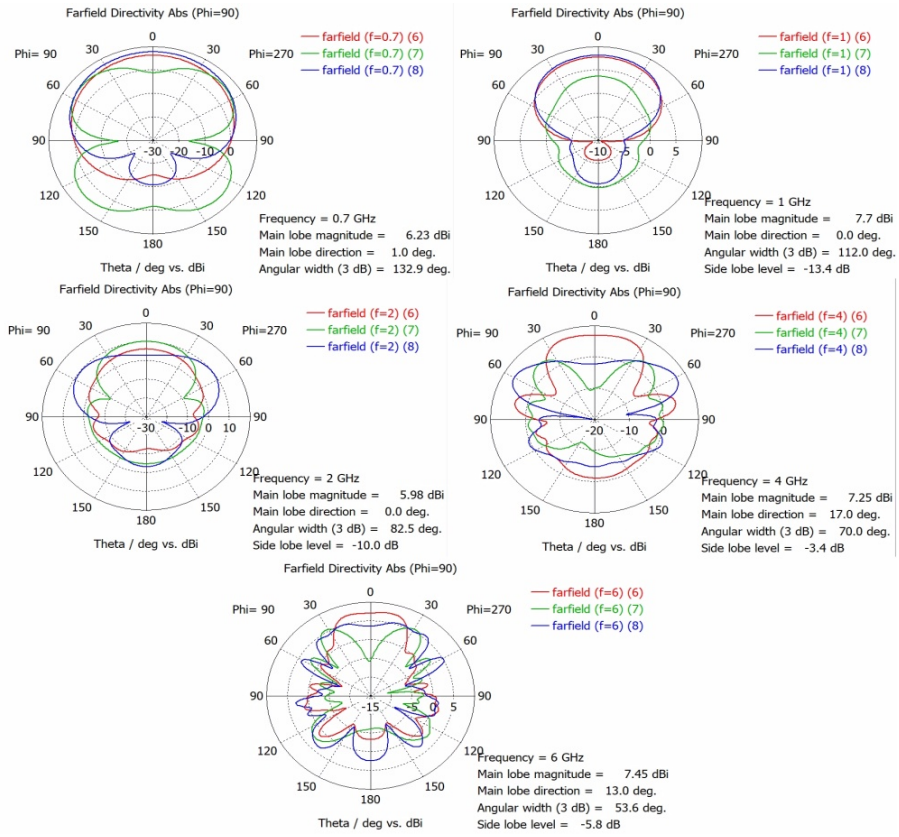 Farfield Directivity Abs (Phi=90)
farfield (f=0.7) (6)
farfield (f=0.7) (7)
farfield (f=0.7) (8)
Phi= 90 30 0 30 Phi=270
60 60
90 -30 -20 -10 0 90
120 120
150 180 150
Frequency = 0.7 GHz
Main lobe magnitude = 6.23 dBi
Main lobe direction = 1.0 deg.
Angular width (3 dB) = 132.9 deg.
Theta / deg vs. dBi
Farfield Directivity Abs (Phi=90)
farfield (f=1) (6)
farfield (f=1) (7)
farfield (f=1) (8)
Phi= 90 30 0 30 Phi=270
60 60
90 -10 -5 0 5 90
120 120
150 180 150
Frequency = 1 GHz
Main lobe magnitude = 7.7 dBi
Main lobe direction = 0.0 deg.
Angular width (3 dB) = 112.0 deg.
Side lobe level = -13.4 dB
Theta / deg vs. dBi
Farfield Directivity Abs (Phi=90)
farfield (f=2) (6)
farfield (f=2) (7)
farfield (f=2) (8)
Phi= 90 30 0 30 Phi=270
60 60
90 -30 -10 0 10 90
120 120
150 180 150
Frequency = 2 GHz
Main lobe magnitude = 5.98 dBi
Main lobe direction = 0.0 deg.
Angular width (3 dB) = 82.5 deg.
Side lobe level = -10.0 dB
Theta / deg vs. dBi
Farfield Directivity Abs (Phi=90)
farfield (f=4) (6)
farfield (f=4) (7)
farfield (f=4) (8)
Phi= 90 30 0 30 Phi=270
60 60
90 -20 -10 0 90
120 120
150 180 150
Frequency = 4 GHz
Main lobe magnitude = 7.25 dBi
Main lobe direction = 17.0 deg.
Angular width (3 dB) = 70.0 deg.
Side lobe level = -3.4 dB
Theta / deg vs. dBi
Farfield Directivity Abs (Phi=90)
farfield (f=6) (6)
farfield (f=6) (7)
farfield (f=6) (8)
Phi= 90 30 0 30 Phi=270
60 60
90 -15 -5 0 5 90
120 120
150 180 150
Frequency = 6 GHz
Main lobe magnitude = 7.45 dBi
Main lobe direction = 13.0 deg.
Angular width (3 dB) = 53.6 deg.
Side lobe level = -5.8 dB
Theta / deg vs. dBi